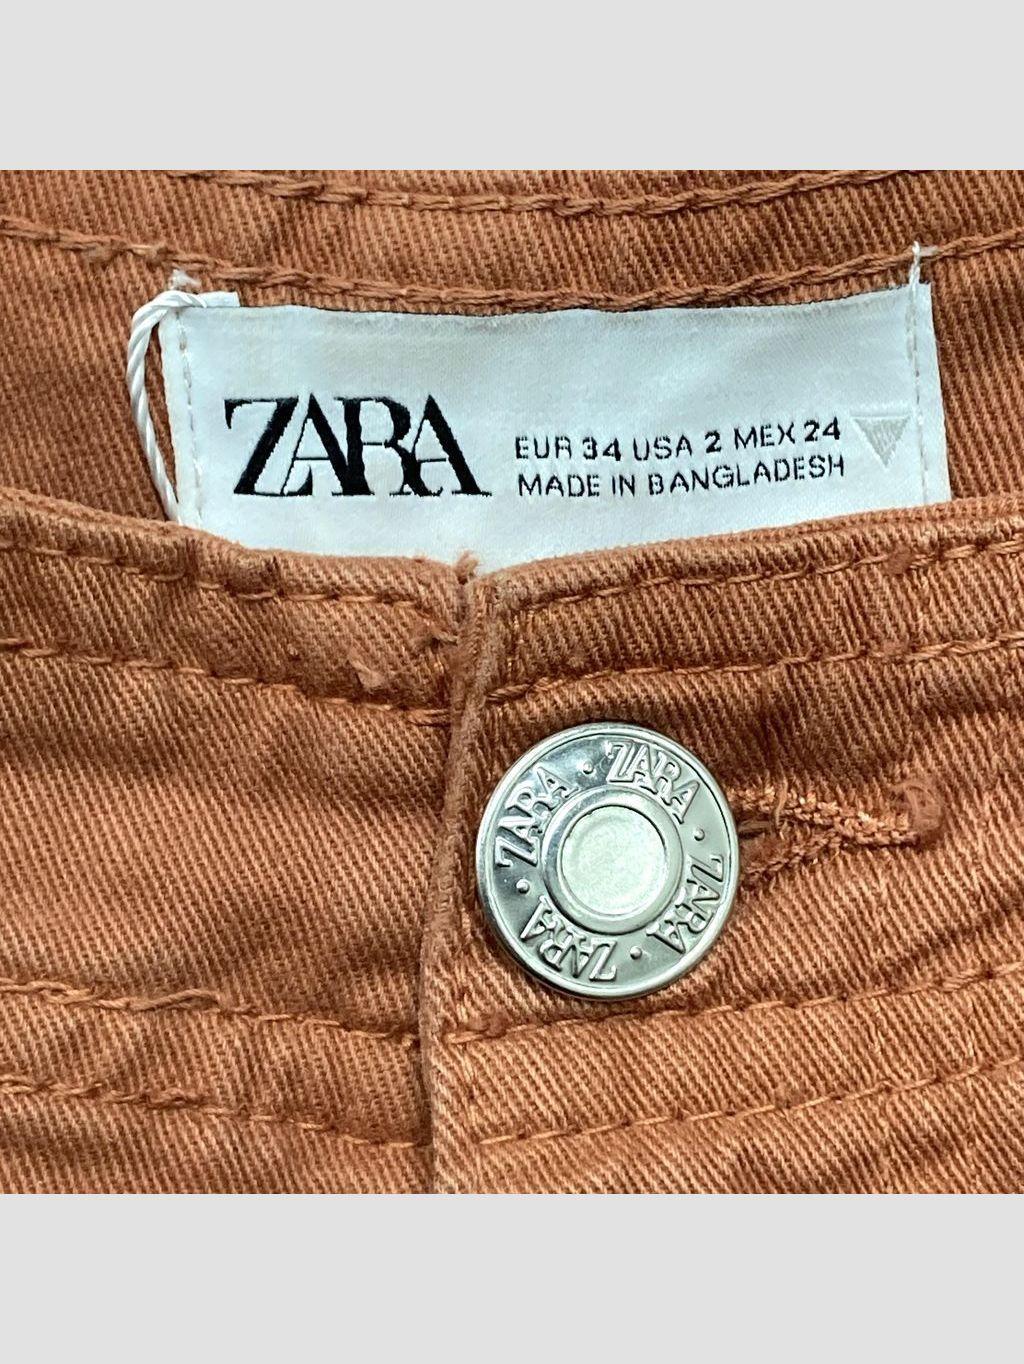 ZARA
EUR 34 USA 2 MEX 24
MADE IN BANGLADESH
ZARA · ZARA · ZARA · ZARA ·